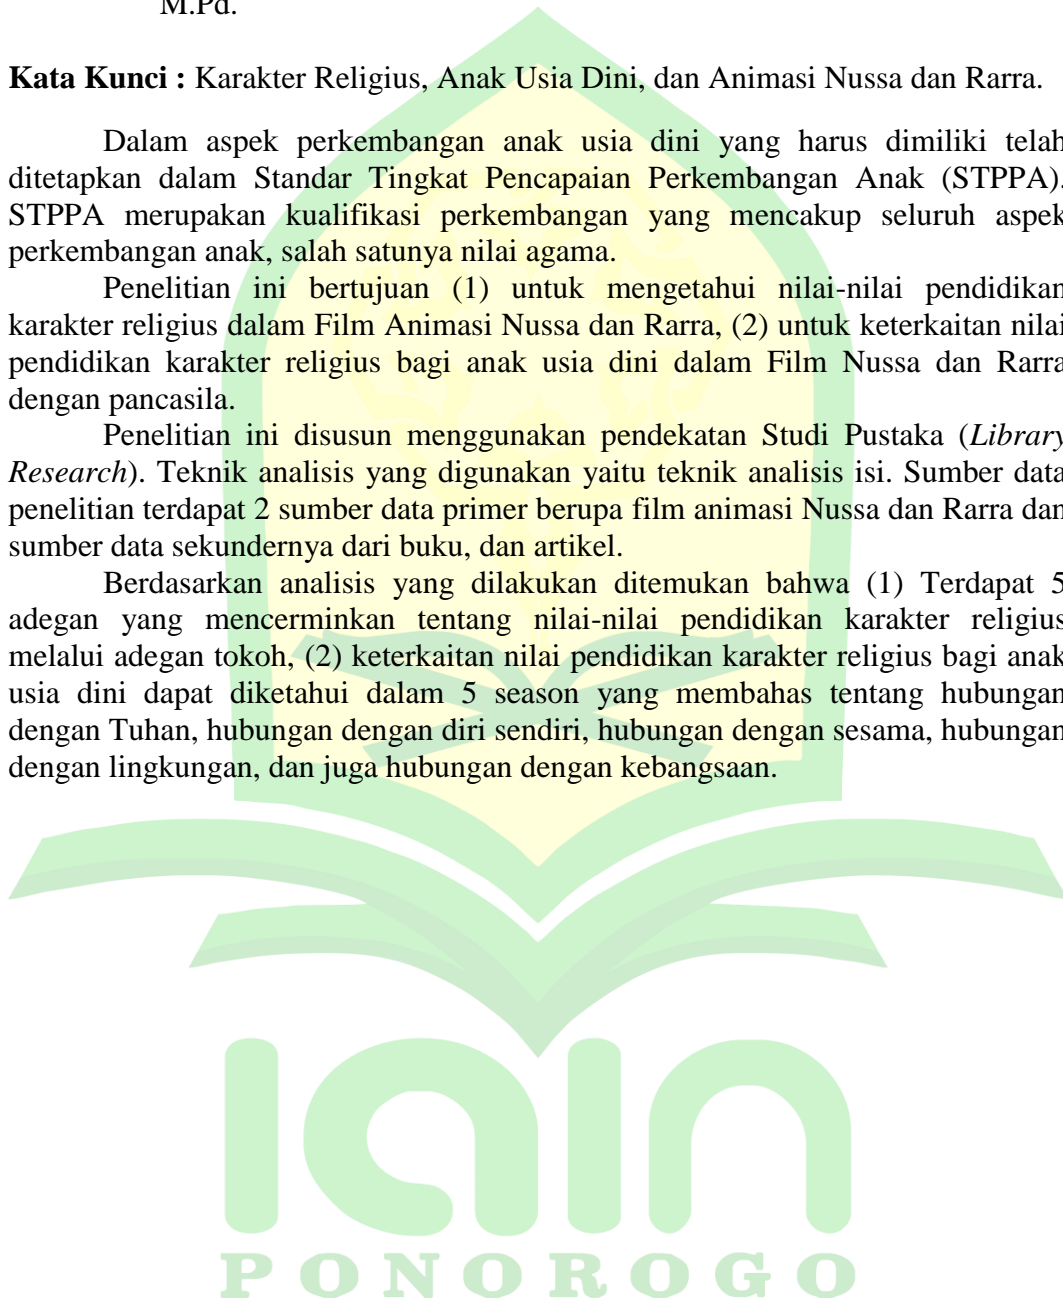 M.Pd.
Kata Kunci : Karakter Religius, Anak Usia Dini, dan Animasi Nussa dan Rarra.
Dalam aspek perkembangan anak usia dini yang harus dimiliki telah
ditetapkan dalam Standar Tingkat Pencapaian Perkembangan Anak (STPPA).
STPPA merupakan kualifikasi perkembangan yang mencakup seluruh aspek
perkembangan anak, salah satunya nilai agama.
Penelitian ini bertujuan (1) untuk mengetahui nilai-nilai pendidikan
karakter religius dalam Film Animasi Nussa dan Rarra, (2) untuk keterkaitan nilai
pendidikan karakter religius bagi anak usia dini dalam Film Nussa dan Rarra
dengan pancasila.
Penelitian ini disusun menggunakan pendekatan Studi Pustaka (Library
Research). Teknik analisis yang digunakan yaitu teknik analisis isi. Sumber data
penelitian terdapat 2 sumber data primer berupa film animasi Nussa dan Rarra dan
sumber data sekundernya dari buku, dan artikel.
Berdasarkan analisis yang dilakukan ditemukan bahwa (1) Terdapat 5
adegan yang mencerminkan tentang nilai-nilai pendidikan karakter religius
melalui adegan tokoh, (2) keterkaitan nilai pendidikan karakter religius bagi anak
usia dini dapat diketahui dalam 5 season yang membahas tentang hubungan
dengan Tuhan, hubungan dengan diri sendiri, hubungan dengan sesama, hubungan
dengan lingkungan, dan juga hubungan dengan kebangsaan.
iain
PONOROGO